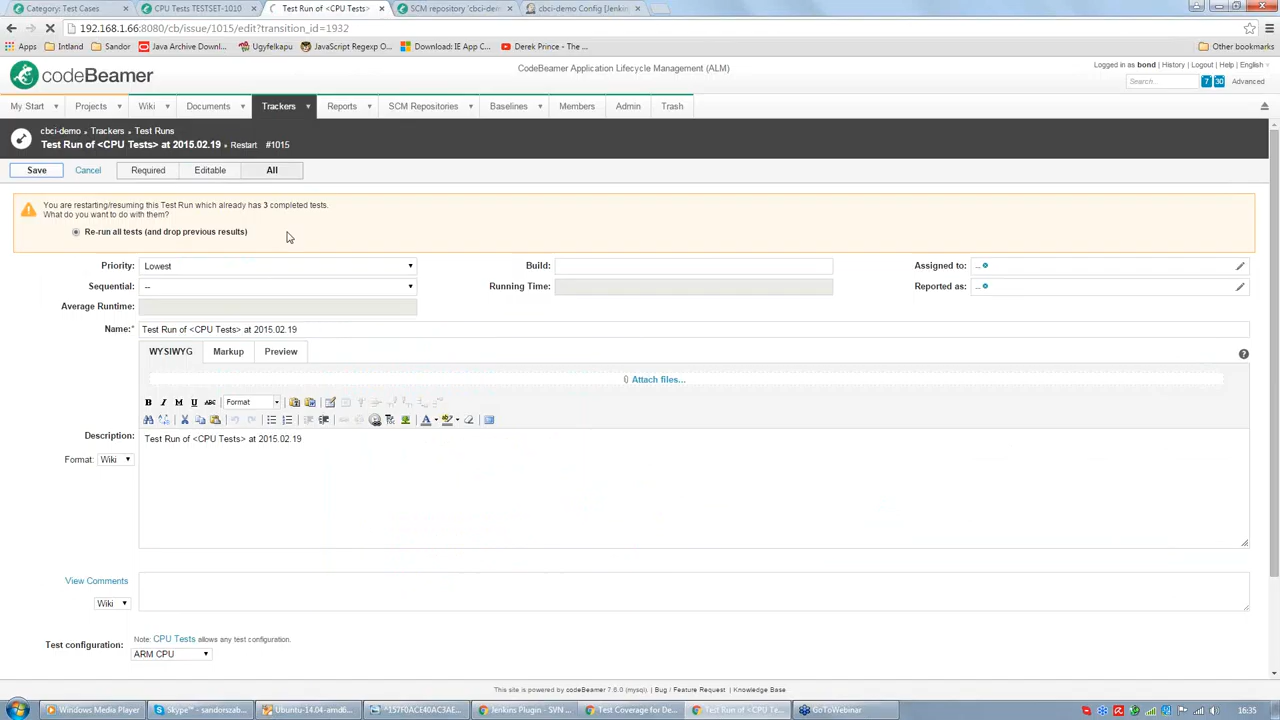 Category: Test Cases
CPU Tests TESTSET-1010
Test Run of <CPU Tests>
SCM repository 'cbci-dem
cbci-demo Config [Jenkin
192.168.1.66:8080/cb/issue/1015/edit?transition_id=1932
Apps
Intland
Sandor
Java Archive Downl...
Ugyfelkapu
JavaScript Regexp O...
Download: IE App C...
Derek Prince - The ...
Other bookmarks
codeBeamer
CodeBeamer Application Lifecycle Management (ALM)
Logged in as bond | History | Logout | Help | English
Search...
7
30
Advanced
My Start
Projects
Wiki
Documents
Trackers
Reports
SCM Repositories
Baselines
Members
Admin
Trash
cbci-demo › Trackers › Test Runs
Test Run of <CPU Tests> at 2015.02.19 › Restart #1015
Save
Cancel
Required
Editable
All
You are restarting/resuming this Test Run which already has 3 completed tests.
What do you want to do with them?
Re-run all tests (and drop previous results)
Priority:
Lowest
Build:
Assigned to:
--
Sequential:
--
Running Time:
Reported as:
--
Average Runtime:
Name:*
Test Run of <CPU Tests> at 2015.02.19
WYSIWYG
Markup
Preview
Attach files...
B I M U ABC
Format
Description:
Test Run of <CPU Tests> at 2015.02.19
Format:
Wiki
View Comments
Wiki
Note: CPU Tests allows any test configuration.
Test configuration:
ARM CPU
This site is powered by codeBeamer 7.6.0 (mysql). | Bug / Feature Request | Knowledge Base
Windows Media Player
Skype™ - sandorszab...
Ubuntu-14.04-amd6...
^157F0ACE40AC3EA...
Jenkins Plugin - SVN ...
Test Coverage for De...
Test Run of <CPU Te...
GoToWebinar
16:35